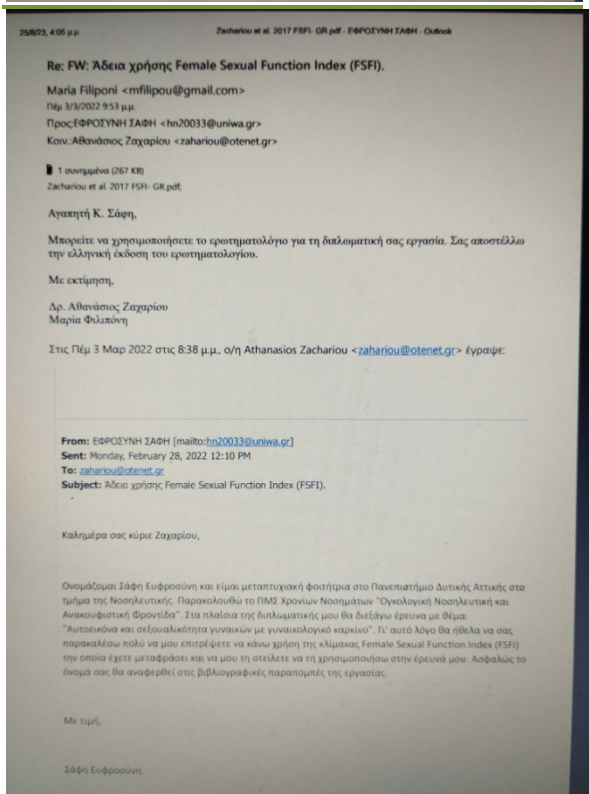 25/8/23, 4:05 μ.μ.
Zachariou et al. 2017 FSFI- GR.pdf - ΕΦΡΟΣΥΝΗ ΣΑΦΗ - Outlook
Re: FW: Άδεια χρήσης Female Sexual Function Index (FSFI).
Maria Filiponi <mfilipou@gmail.com>
Πέμ 3/3/2022 9:53 μ.μ.
Προς:ΕΦΡΟΣΥΝΗ ΣΑΦΗ <hn20033@uniwa.gr>
Κοιν.:Αθανάσιος Ζαχαρίου <zahariou@otenet.gr>
1 συνημμένα (267 KB)
Zachariou et al. 2017 FSFI- GR.pdf;
Αγαπητή Κ. Σάφη,
Μπορείτε να χρησιμοποιήσετε το ερωτηματολόγιο για τη διπλωματική σας εργασία. Σας αποστέλλω
την ελληνική έκδοση του ερωτηματολογίου.
Με εκτίμηση,
Δρ. Αθανάσιος Ζαχαρίου
Μαρία Φιλιπόνη
Στις Πέμ 3 Μαρ 2022 στις 8:38 μ.μ., ο/η Athanasios Zachariou <zahariou@otenet.gr> έγραψε:
From: ΕΦΡΟΣΥΝΗ ΣΑΦΗ [mailto:hn20033@uniwa.gr]
Sent: Monday, February 28, 2022 12:10 PM
To: zahariou@otenet.gr
Subject: Άδεια χρήσης Female Sexual Function Index (FSFI).
Καλημέρα σας κύριε Ζαχαρίου,
Ονομάζομαι Σάφη Ευφροσύνη και είμαι μεταπτυχιακή φοιτήτρια στο Πανεπιστήμιο Δυτικής Αττικής στο
τμήμα της Νοσηλευτικής. Παρακολουθώ το ΠΜΣ Χρονίων Νοσημάτων "Ογκολογική Νοσηλευτική και
Ανακουφιστική Φροντίδα". Στα πλαίσια της διπλωματικής μου θα διεξάγω έρευνα με θέμα:
"Αυτοεικόνα και σεξουαλικότητα γυναικών με γυναικολογικό καρκίνο". Γι' αυτό λόγο θα ήθελα να σας
παρακαλέσω πολύ να μου επιτρέψετε να κάνω χρήση της κλίμακας Female Sexual Function Index (FSFI)
την οποία έχετε μεταφράσει και να μου τη στείλετε να τη χρησιμοποιήσω στην έρευνά μου. Ασφαλώς το
όνομά σας θα αναφερθεί στις βιβλιογραφικές παραπομπές της εργασίας.
Με τιμή,
Σάφη Ευφροσύνη